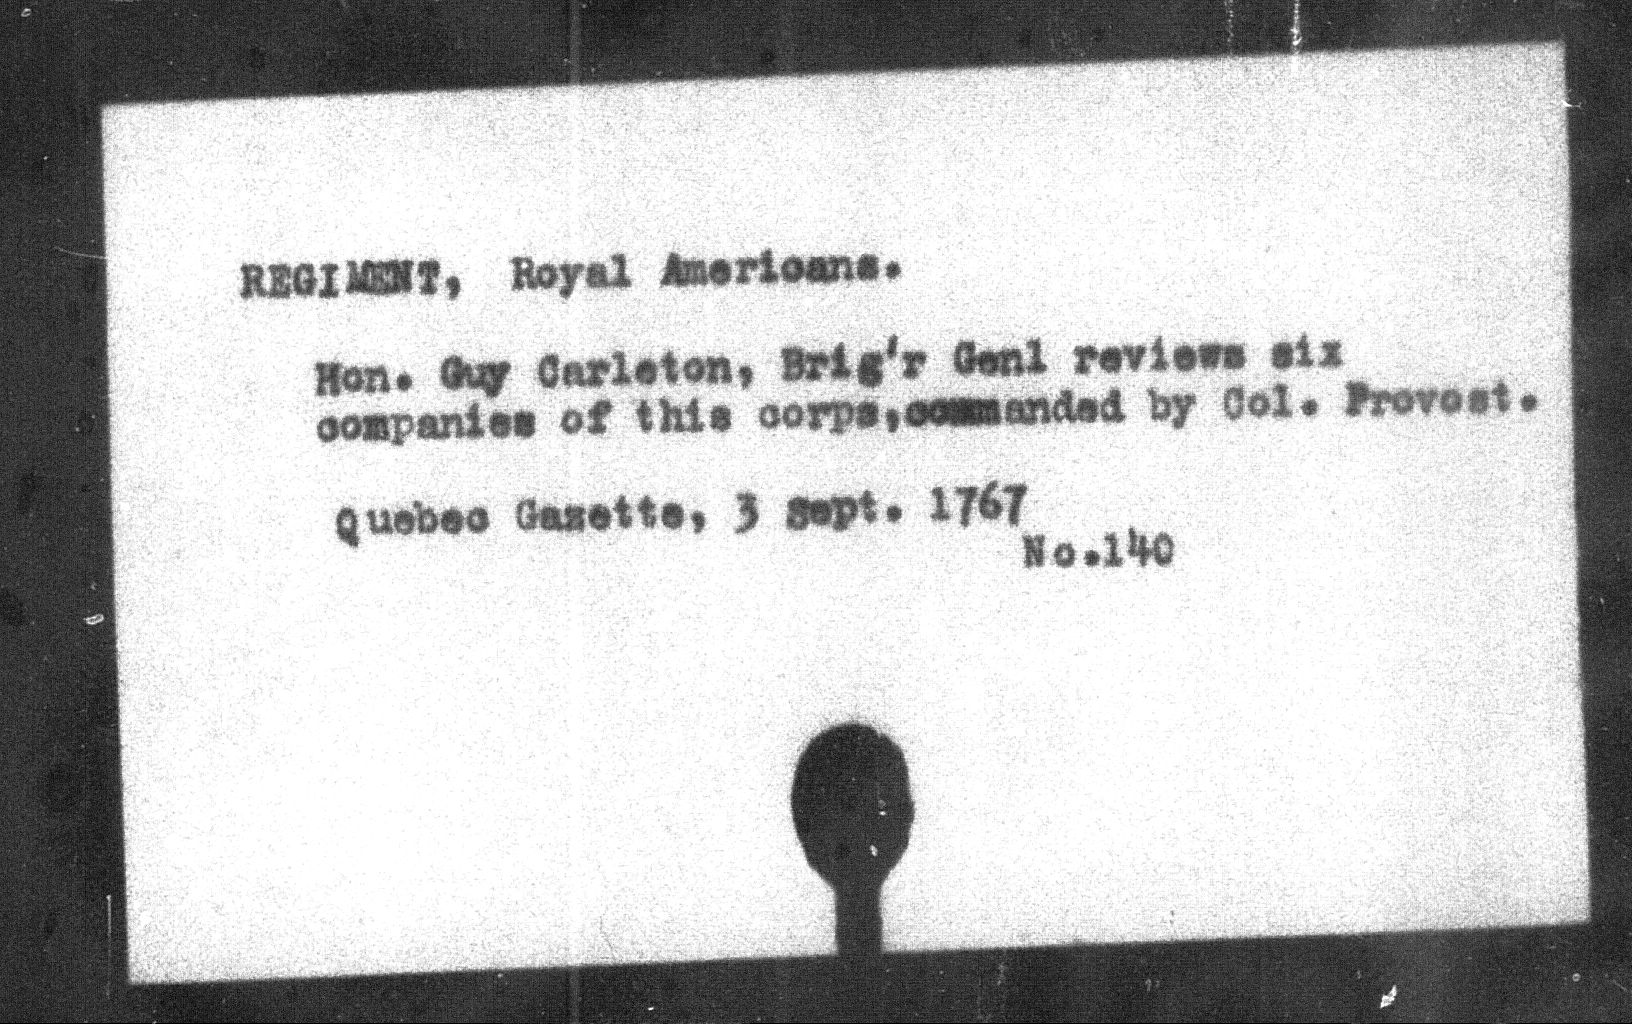 REGIMENT, Royal Americans.
Hon. Guy Carleton, Brig'r Genl reviews six
companies of this corps,commanded by Col. Provost.
Quebec Gazette, 3 Sept. 1767
No.140